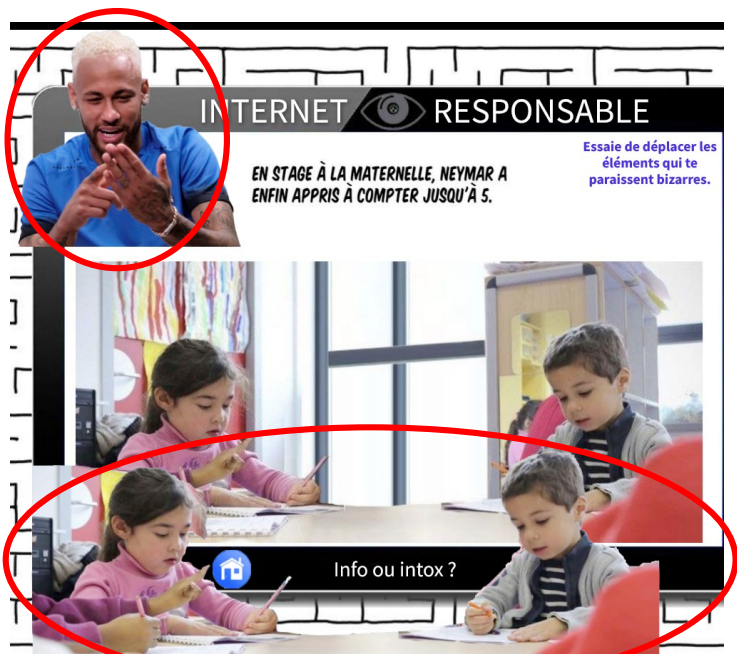 INTERNET RESPONSABLE
Essaie de déplacer les
éléments qui te
paraissent bizarres.
EN STAGE À LA MATERNELLE, NEYMAR A
ENFIN APPRIS À COMPTER JUSQU'À 5.
Info ou intox ?